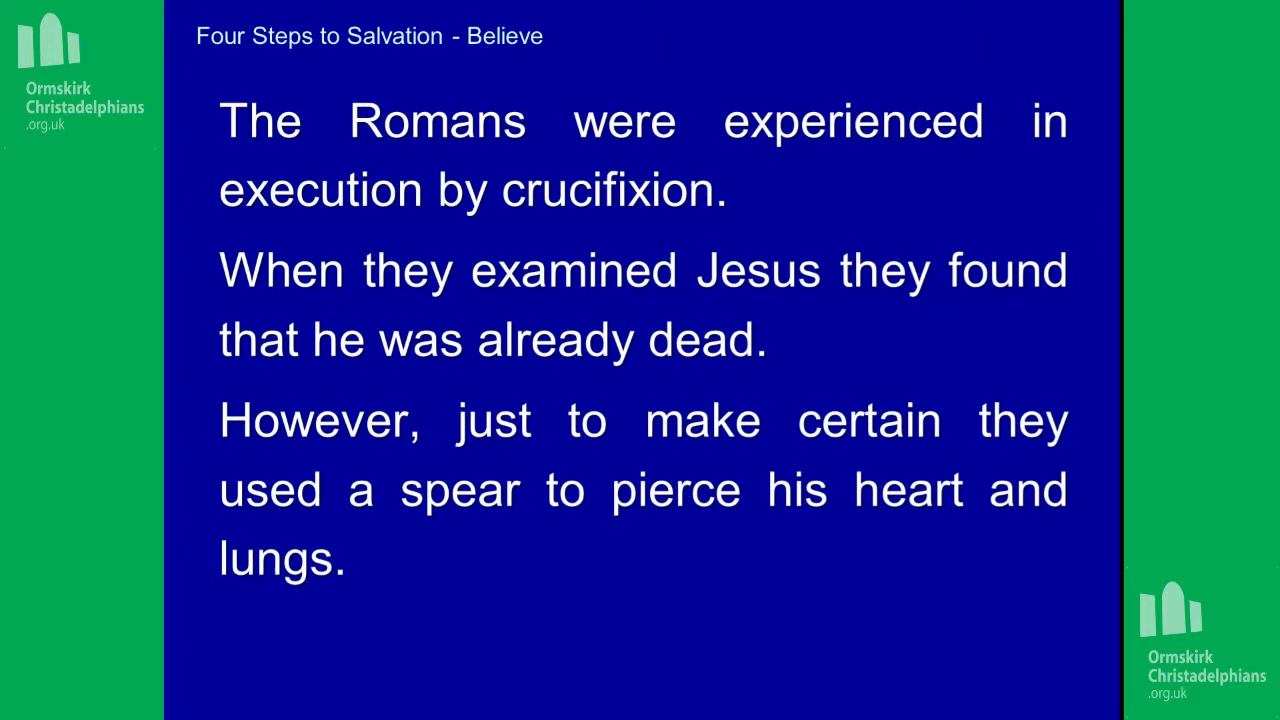 Ormskirk
Christadelphians
.org.uk
Four Steps to Salvation - Believe
The Romans were experienced in
execution by crucifixion.
When they examined Jesus they found
that he was already dead.
However, just to make certain they
used a spear to pierce his heart and
lungs.
Ormskirk
Christadelphians
.org.uk